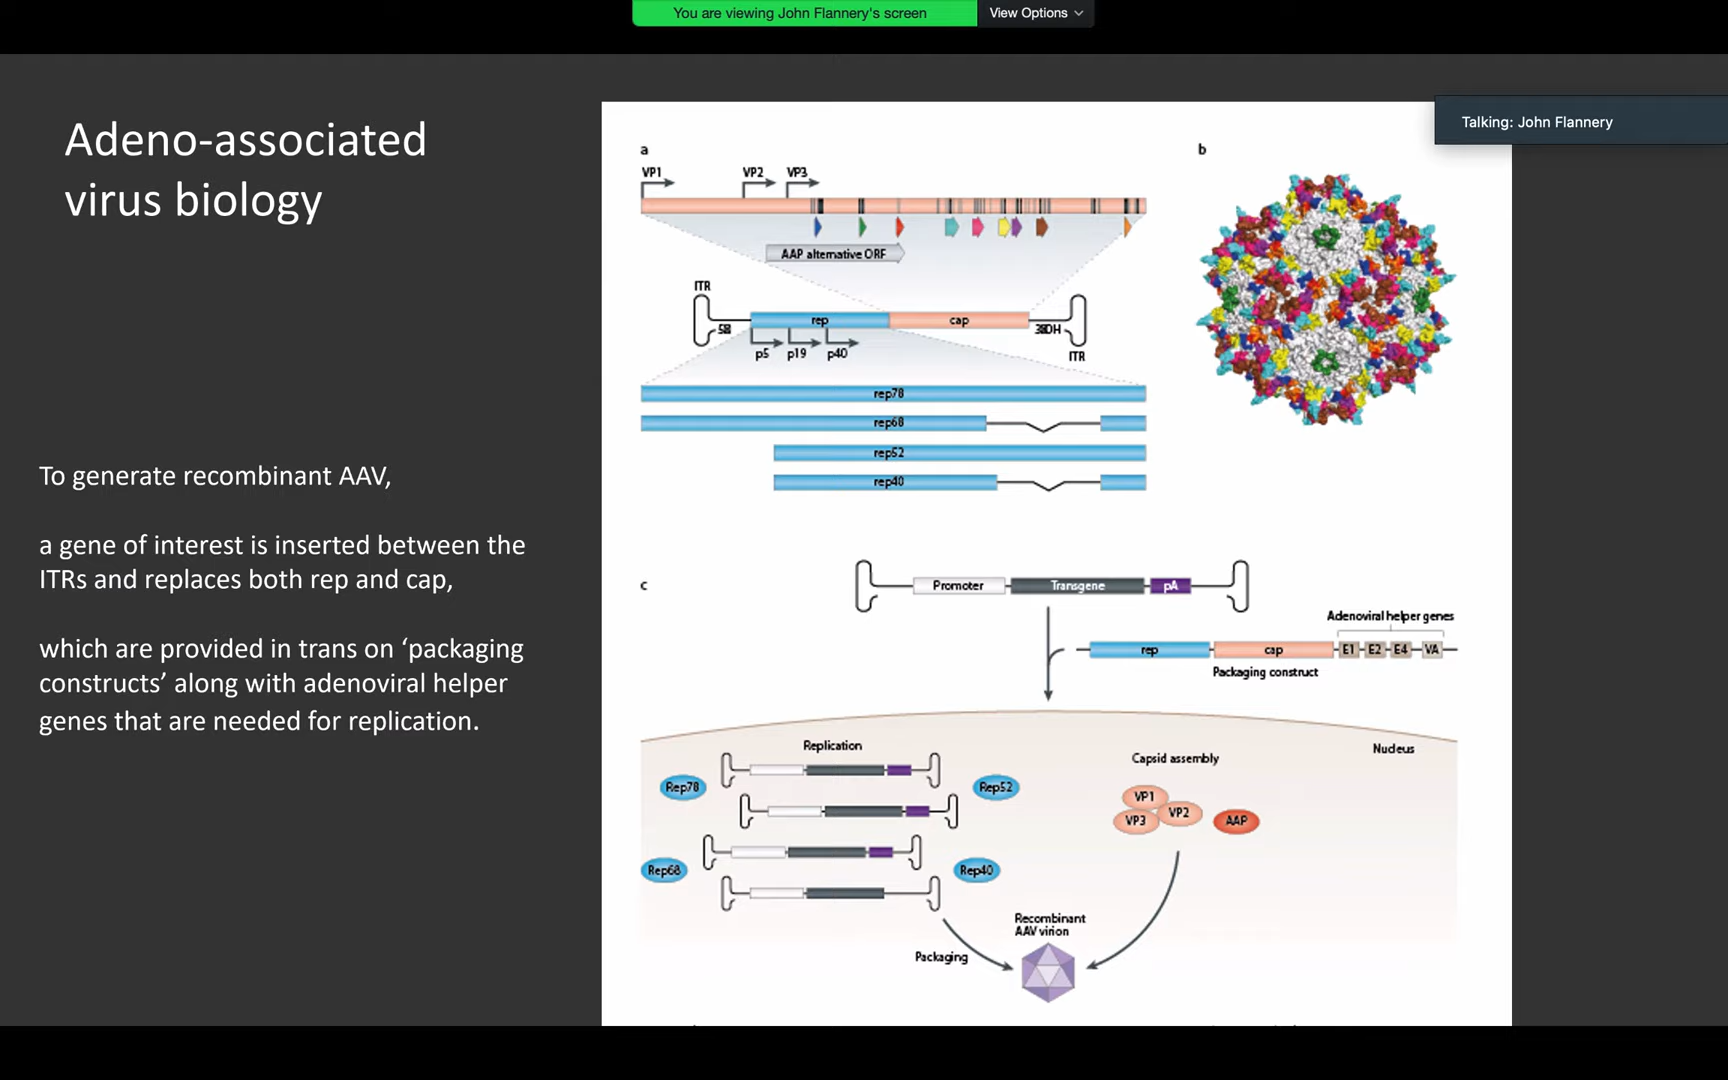 You are viewing John Flannery's screen
View Options
Talking: John Flannery
Adeno-associated
virus biology
To generate recombinant AAV,
a gene of interest is inserted between the
ITRs and replaces both rep and cap,
which are provided in trans on ‘packaging
constructs’ along with adenoviral helper
genes that are needed for replication.
a
VP1
VP2
VP3
AAP alternative ORF
ITR
5θ
rep
cap
3θOH
ITR
p5
p19
p40
rep78
rep68
rep52
rep40
b
c
Promoter
Transgene
pA
Adenoviral helper genes
rep
cap
E1
E2
E4
VA
Packaging construct
Replication
Capsid assembly
Nucleus
Rep78
Rep52
Rep68
Rep40
VP1
VP2
VP3
AAP
Recombinant
AAV virion
Packaging